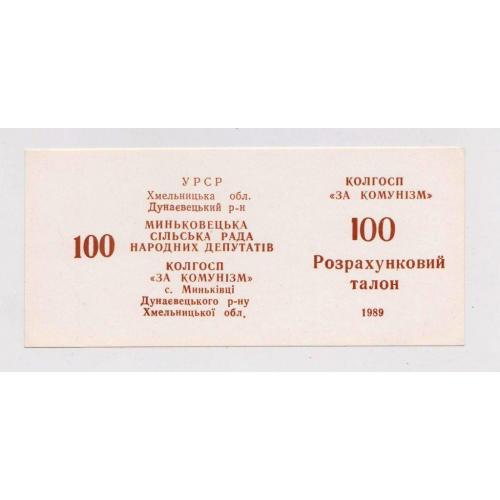 УРСР
Хмельницька обл.
Дунаєвецький р-н
МИНЬКОВЕЦЬКА
СІЛЬСЬКА РАДА
НАРОДНИХ ДЕПУТАТІВ
100
КОЛГОСП
«ЗА КОМУНІЗМ»
с. Миньківці
Дунаєвецького р-ну
Хмельницької обл.
КОЛГОСП
«ЗА КОМУНІЗМ»
100
Розрахунковий
талон
1989